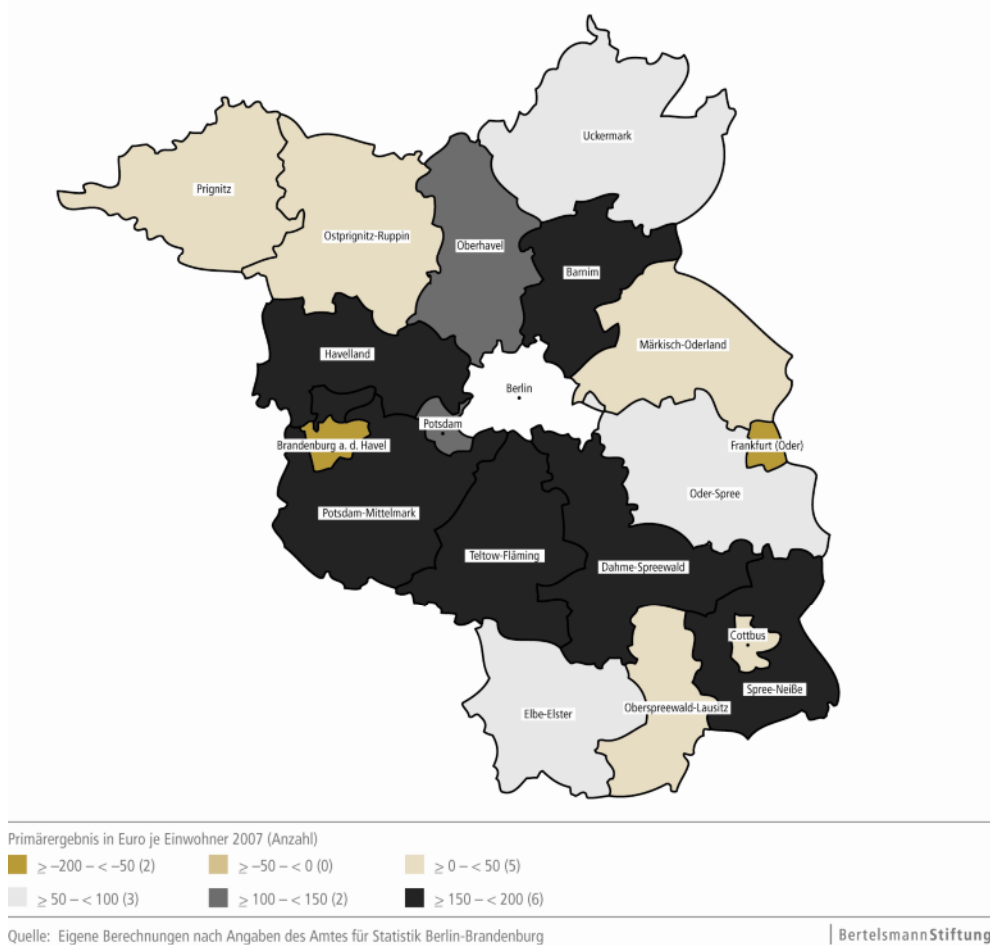 Uckermark
Prignitz
Ostprignitz-Ruppin
Oberhavel
Barnim
Märkisch-Oderland
Havelland
Berlin
Potsdam
Brandenburg a. d. Havel
Frankfurt (Oder)
Oder-Spree
Potsdam-Mittelmark
Teltow-Fläming
Dahme-Spreewald
Cottbus
Spree-Neiße
Elbe-Elster
Oberspreewald-Lausitz
Primärergebnis in Euro je Einwohner 2007 (Anzahl)
≥ –200 – < –50 (2) ≥ –50 – < 0 (0) ≥ 0 – < 50 (5)
≥ 50 – < 100 (3) ≥ 100 – < 150 (2) ≥ 150 – < 200 (6)
Quelle: Eigene Berechnungen nach Angaben des Amtes für Statistik Berlin-Brandenburg
BertelsmannStiftung